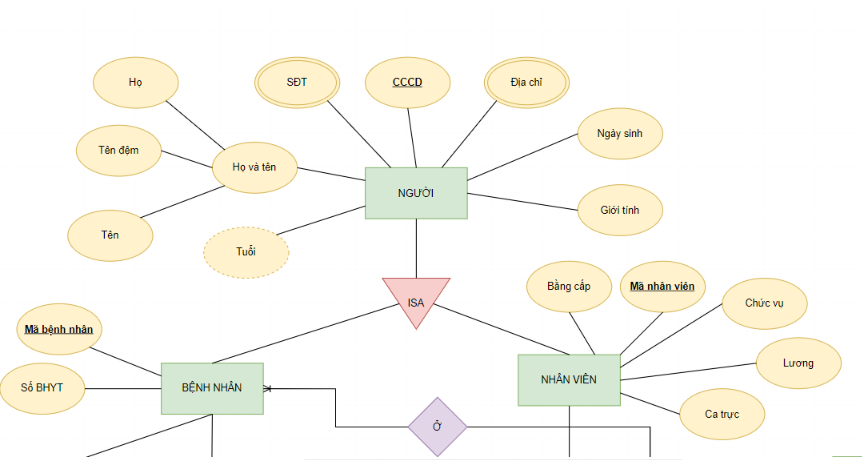 Họ
SĐT
CCCD
Địa chỉ
Tên đệm
Ngày sinh
Họ và tên
NGƯỜI
Tên
Giới tính
Tuổi
ISA
Bằng cấp
Mã nhân viên
Chức vụ
Mã bệnh nhân
Lương
Số BHYT
BỆNH NHÂN
NHÂN VIÊN
Ca trực
Ở